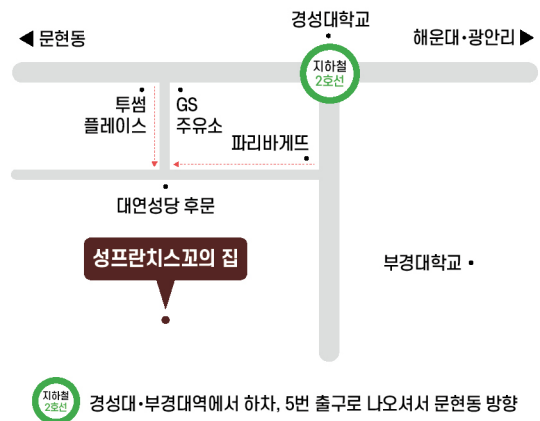 경성대학교
◀ 문현동
해운대·광안리 ▶
지하철
2호선
투썸
플레이스
GS
주유소
파리바게뜨
대연성당 후문
성프란치스꼬의 집
부경대학교
지하철
2호선
경성대·부경대역에서 하차, 5번 출구로 나오셔서 문현동 방향